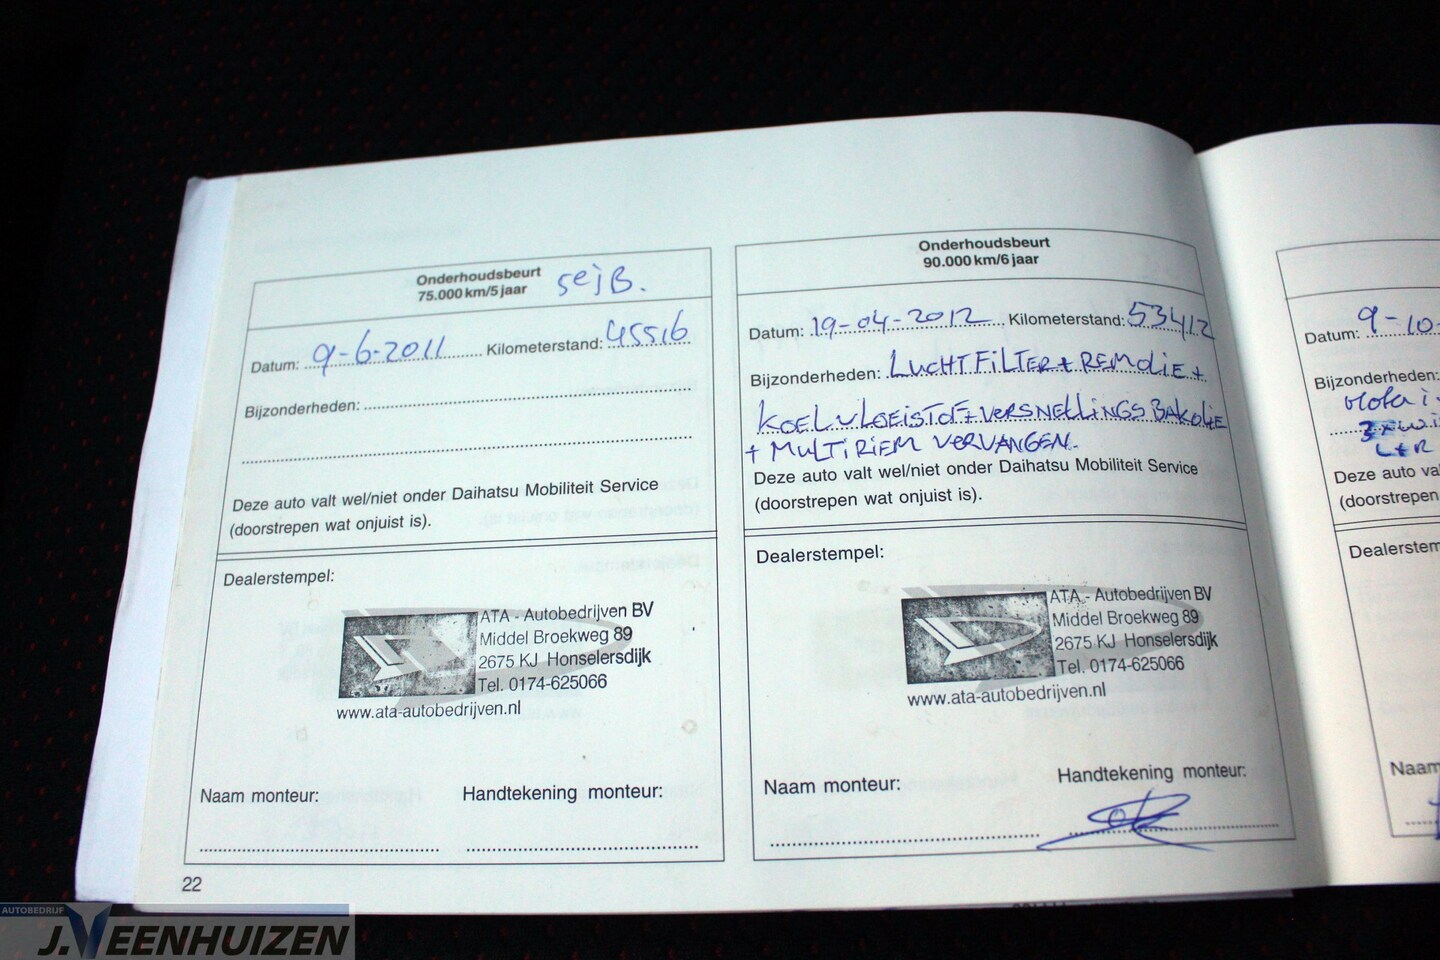 Onderhoudsbeurt
75.000 km/5 jaar
Datum: 9-6-2011 Kilometerstand: 45516
Bijzonderheden:
Deze auto valt wel/niet onder Daihatsu Mobiliteit Service
(doorstrepen wat onjuist is).
Dealerstempel:
ATA - Autobedrijven BV
Middel Broekweg 89
2675 KJ Honselersdijk
Tel. 0174-625066
www.ata-autobedrijven.nl
Naam monteur: Handtekening monteur:
22
Onderhoudsbeurt
90.000 km/6 jaar
Datum: 19-04-2012 Kilometerstand: 53412
Bijzonderheden: LUCHTFILTER + REMOLIE +
KOELVLOEISTOF + VERSNELLINGSBAKOLIE
+ MULTIRIEM VERVANGEN.
Deze auto valt wel/niet onder Daihatsu Mobiliteit Service
(doorstrepen wat onjuist is).
Dealerstempel:
ATA - Autobedrijven BV
Middel Broekweg 89
2675 KJ Honselersdijk
Tel. 0174-625066
www.ata-autobedrijven.nl
Naam monteur: Handtekening monteur:
Datum: 9-10-
Bijzonderheden:
Deze auto va
(doorstrepen
Dealerstem
Naam
AUTOBEDRIJF
J.VEENHUIZEN